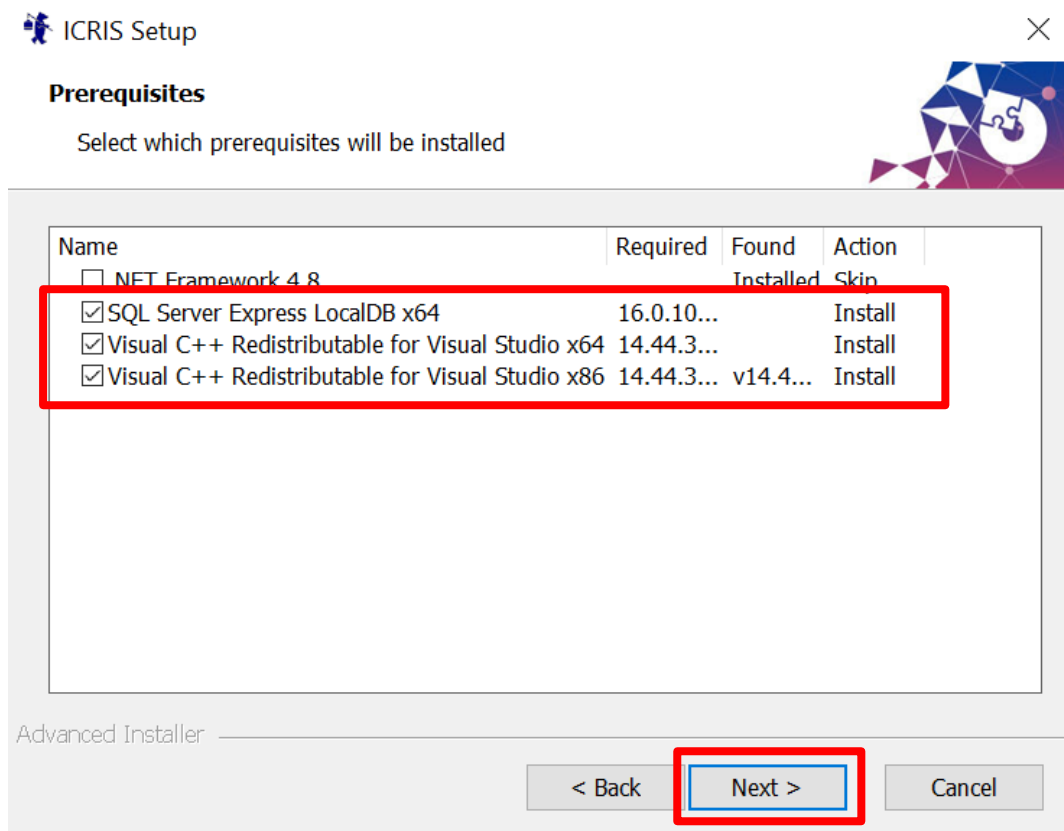 ICRIS Setup
Prerequisites
Select which prerequisites will be installed
Name Required Found Action
.NET Framework 4.8 Installed Skip
SQL Server Express LocalDB x64 16.0.10... Install
Visual C++ Redistributable for Visual Studio x64 14.44.3... Install
Visual C++ Redistributable for Visual Studio x86 14.44.3... v14.4... Install
Advanced Installer
< Back Next > Cancel